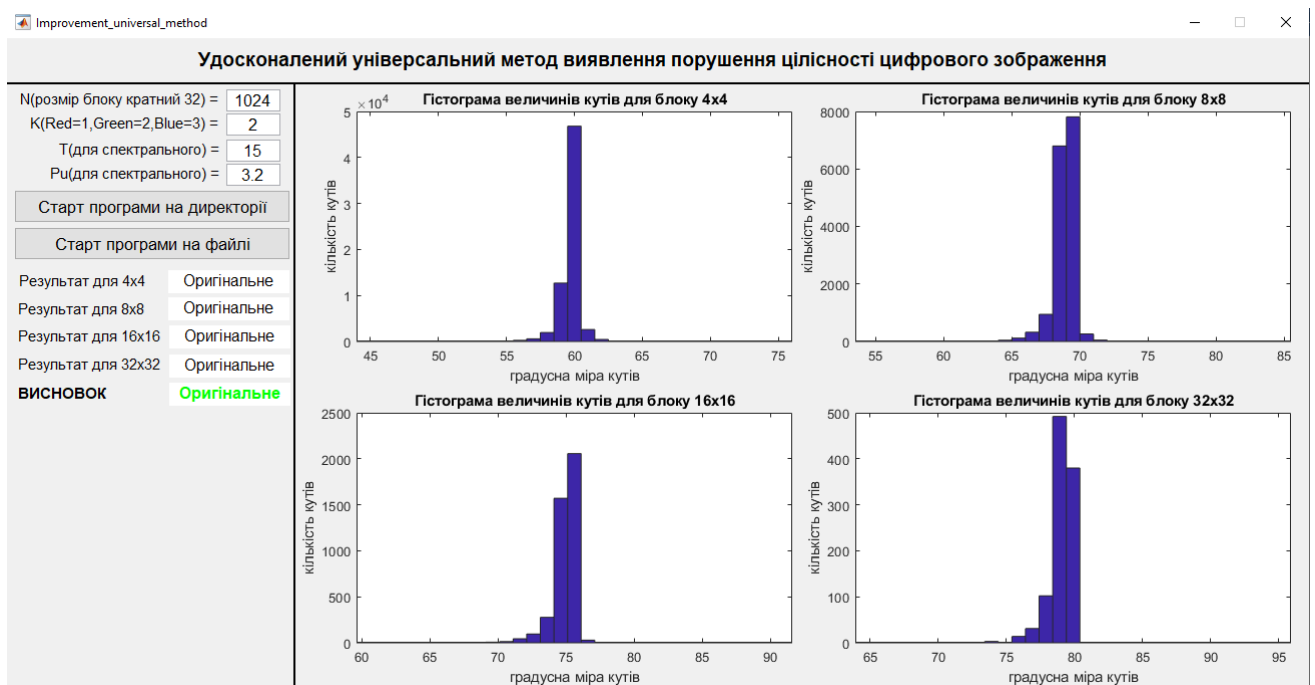 Improvement_universal_method
Удосконалений універсальний метод виявлення порушення цілісності цифрового зображення
N(розмір блоку кратний 32) = 1024
K(Red=1,Green=2,Blue=3) = 2
T(для спектрального) = 15
Pu(для спектрального) = 3.2
Старт програми на директорії
Старт програми на файлі
Результат для 4x4 Оригінальне
Результат для 8x8 Оригінальне
Результат для 16x16 Оригінальне
Результат для 32x32 Оригінальне
ВИСНОВОК Оригінальне
Гістограма величинів кутів для блоку 4x4
×10⁴
5
4
3
2
1
0
кількість кутів
45 50 55 60 65 70 75
градусна міра кутів
Гістограма величинів кутів для блоку 8x8
8000
6000
4000
2000
0
кількість кутів
55 60 65 70 75 80 85
градусна міра кутів
Гістограма величинів кутів для блоку 16x16
2500
2000
1500
1000
500
0
кількість кутів
60 65 70 75 80 85 90
градусна міра кутів
Гістограма величинів кутів для блоку 32x32
500
400
300
200
100
0
кількість кутів
65 70 75 80 85 90 95
градусна міра кутів